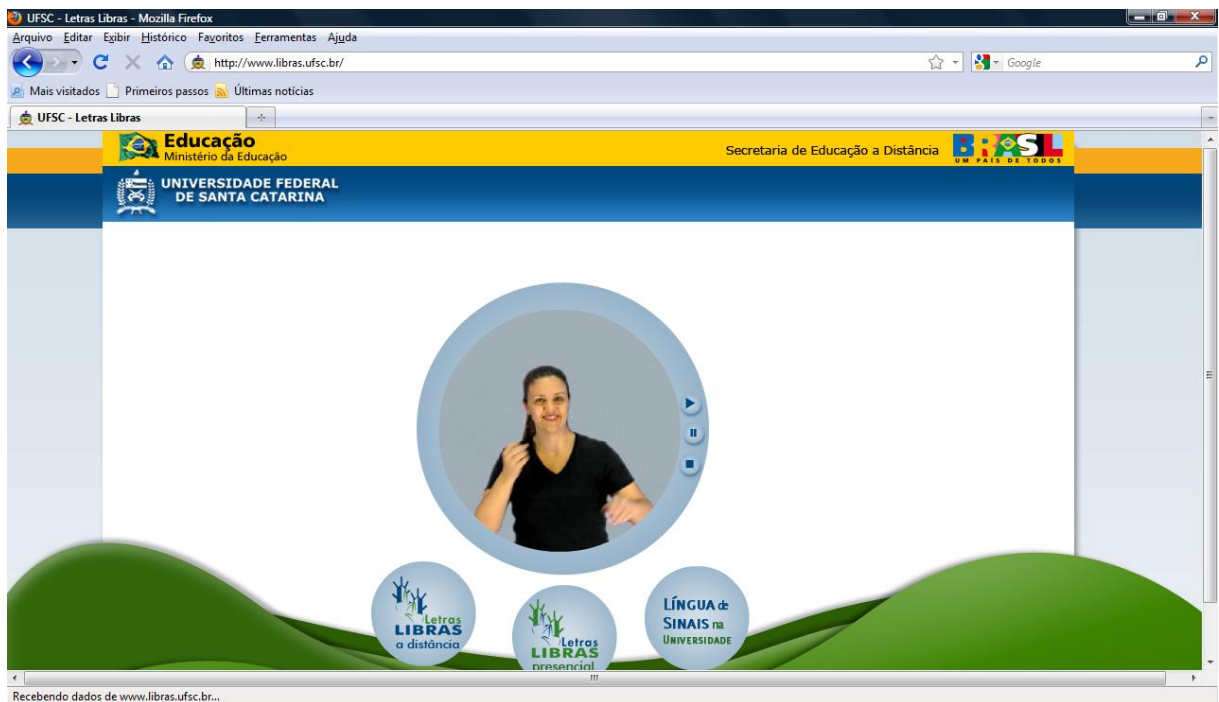 UFSC - Letras Libras - Mozilla Firefox
Arquivo Editar Exibir Histórico Favoritos Ferramentas Ajuda
http://www.libras.ufsc.br/
Google
Mais visitados Primeiros passos Últimas notícias
UFSC - Letras Libras
Educação
Ministério da Educação
Secretaria de Educação a Distância
BRASIL
UM PAÍS DE TODOS
UNIVERSIDADE FEDERAL
DE SANTA CATARINA
Letras
LIBRAS
a distância
Letras
LIBRAS
presencial
LÍNGUA de
SINAIS na
UNIVERSIDADE
Recebendo dados de www.libras.ufsc.br...